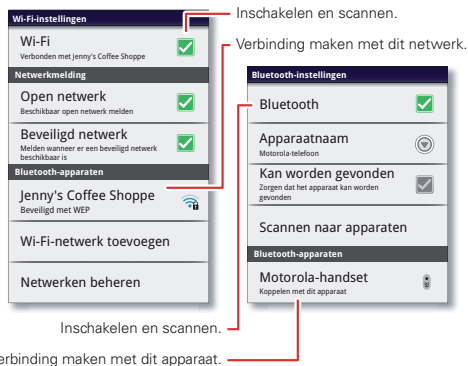 Wi-Fi-instellingen
Wi-Fi
Verbonden met Jenny's Coffee Shoppe
Netwerkmelding
Open netwerk
Beschikbaar open netwerk melden
Beveiligd netwerk
Melden wanneer er een beveiligd netwerk
beschikbaar is
Bluetooth-apparaten
Jenny's Coffee Shoppe
Beveiligd met WEP
Wi-Fi-netwerk toevoegen
Netwerken beheren
Inschakelen en scannen.
Verbinding maken met dit netwerk.
Bluetooth-instellingen
Bluetooth
Apparaatnaam
Motorola-telefoon
Kan worden gevonden
Zorgen dat het apparaat kan worden
gevonden
Scannen naar apparaten
Bluetooth-apparaten
Motorola-handset
Koppelen met dit apparaat
Inschakelen en scannen.
erbinding maken met dit apparaat.